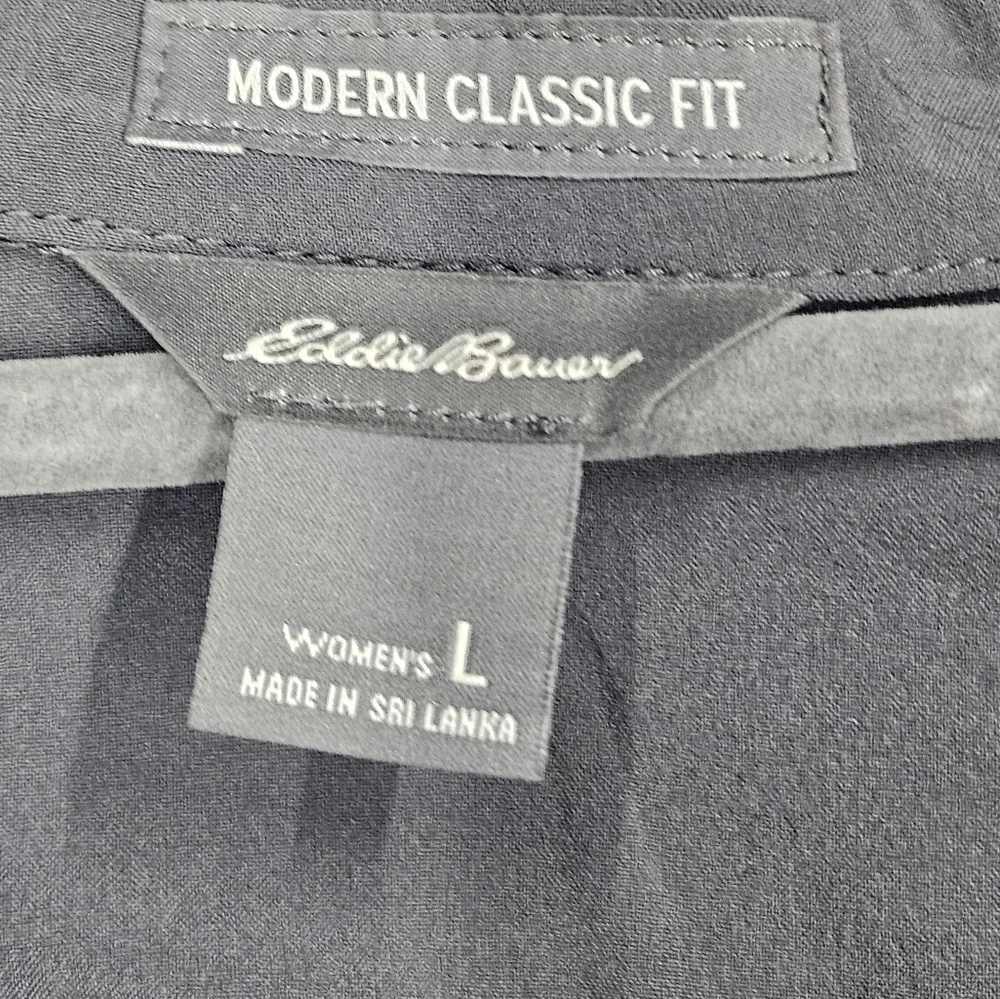 MODERN CLASSIC FIT
Eddie Bauer
WOMEN'S L
MADE IN SRI LANKA